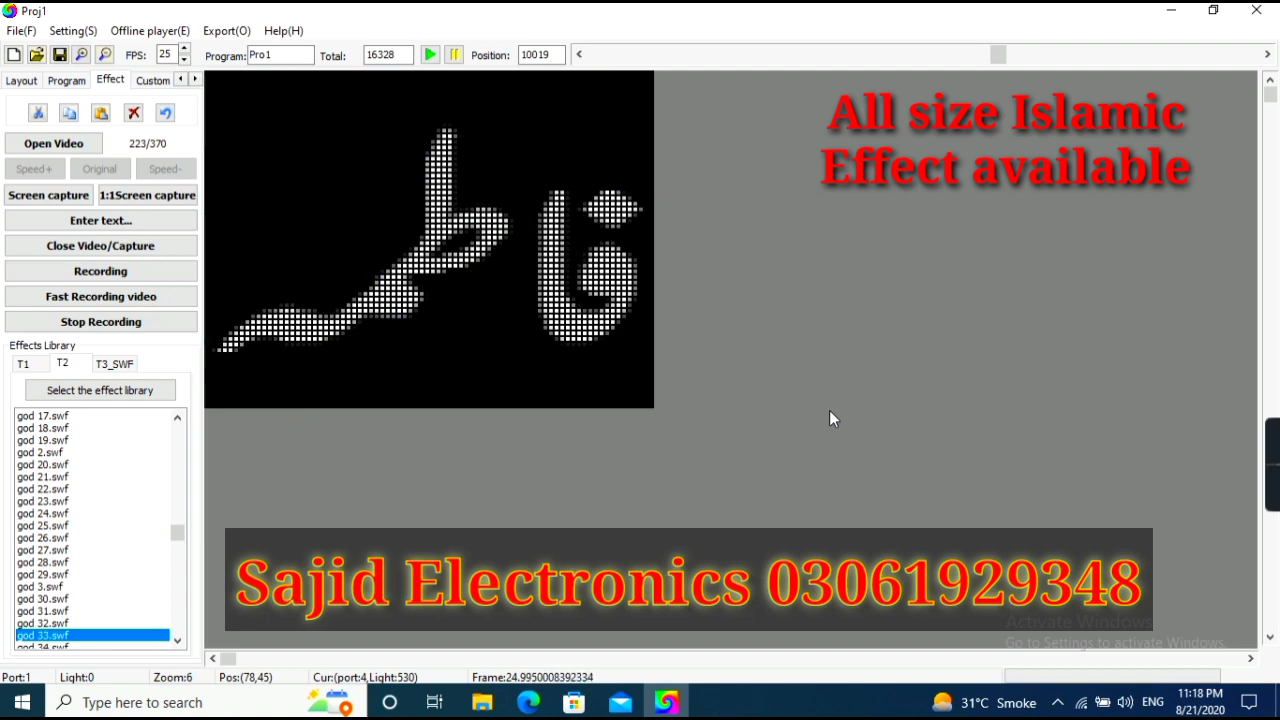 Proj1
File(F) Setting(S) Offline player(E) Export(O) Help(H)
FPS: 25 Program: Pro1 Total: 16328 Position: 10019
Layout Program Effect Custom
All size Islamic
Effect available
Open Video 223/370
Speed+ Original Speed-
Screen capture 1:1Screen capture
Enter text...
Close Video/Capture
Recording
Fast Recording video
Stop Recording
Effects Library
T1 T2 T3_SWF
Select the effect library
god 17.swf
god 18.swf
god 19.swf
god 2.swf
god 20.swf
god 21.swf
god 22.swf
god 23.swf
god 24.swf
god 25.swf
god 26.swf
god 27.swf
god 28.swf
god 29.swf
god 3.swf
god 30.swf
god 31.swf
god 32.swf
god 33.swf
god 34.swf
Sajid Electronics 03061929348
Activate Windows
Go to Settings to activate Windows.
Port:1 Light:0 Zoom:6 Pos:(78,45) Cur:(port:4,Light:530) Frame:24.9950008392334
Type here to search
31°C Smoke ENG
11:18 PM
8/21/2020